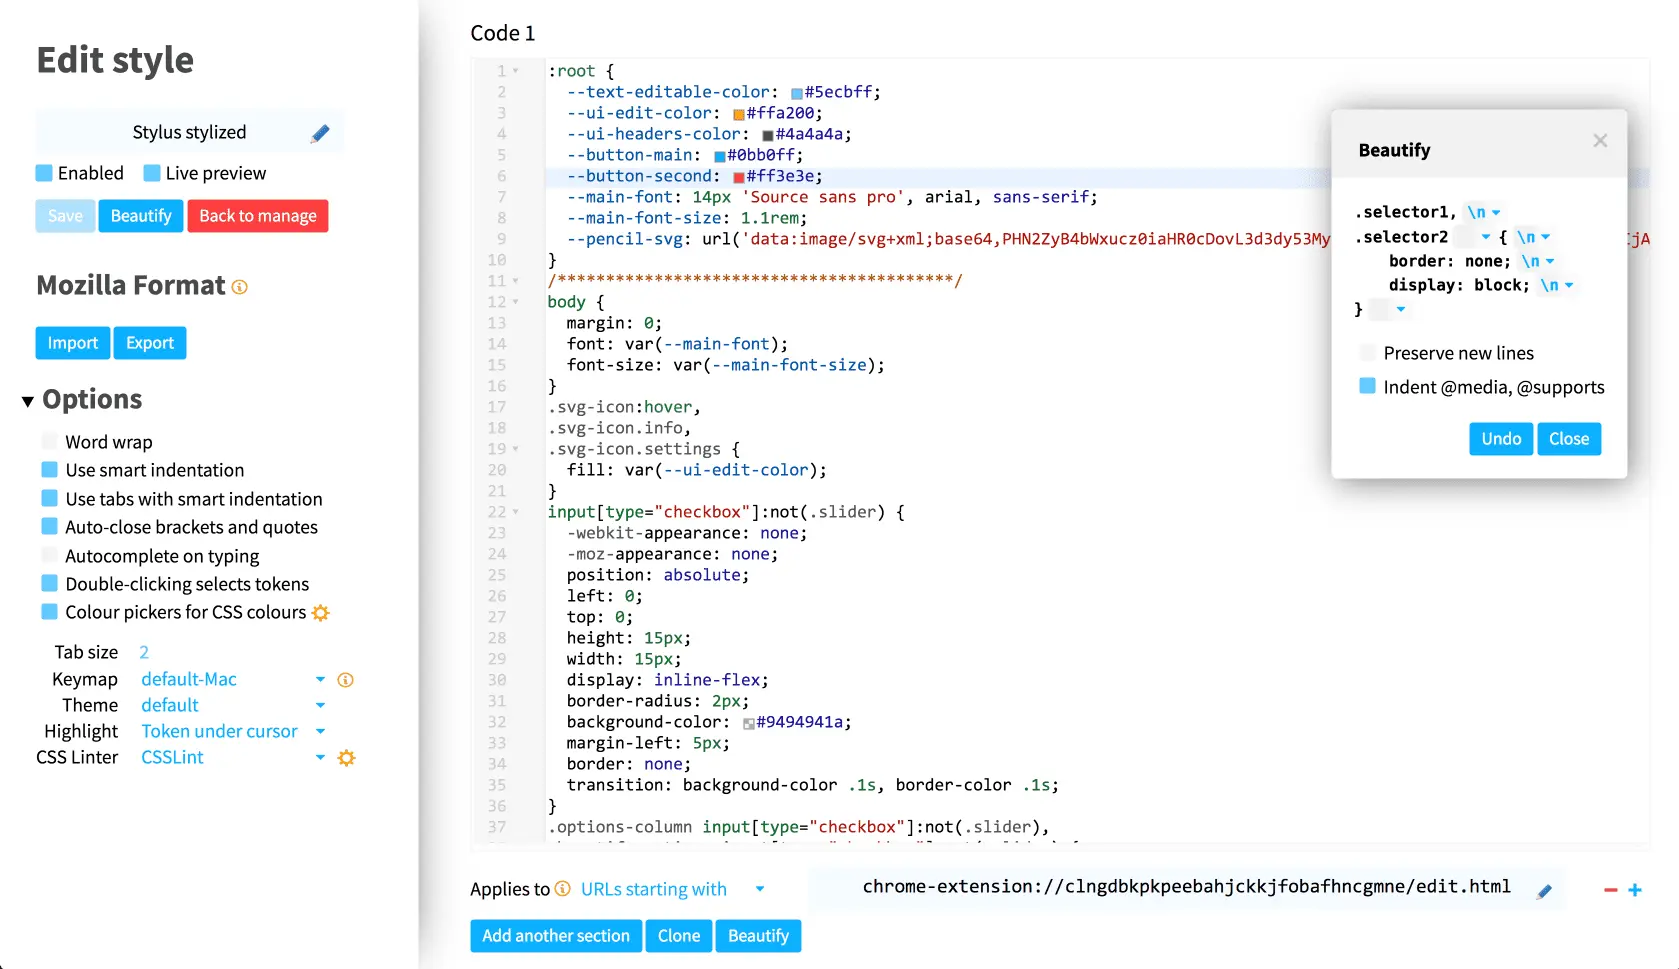 Edit style
Stylus stylized
Enabled
Live preview
Save
Beautify
Back to manage
Mozilla Format
Import
Export
Options
Word wrap
Use smart indentation
Use tabs with smart indentation
Auto-close brackets and quotes
Autocomplete on typing
Double-clicking selects tokens
Colour pickers for CSS colours
Tab size 2
Keymap default-Mac
Theme default
Highlight Token under cursor
CSS Linter CSSLint
Code 1
1 :root {
2 --text-editable-color: #5ecbff;
3 --ui-edit-color: #ffa200;
4 --ui-headers-color: #4a4a4a;
5 --button-main: #0bb0ff;
6 --button-second: #ff3e3e;
7 --main-font: 14px 'Source sans pro', arial, sans-serif;
8 --main-font-size: 1.1rem;
9 --pencil-svg: url('data:image/svg+xml;base64,PHN2ZyB4bWxucz0iaHR0cDovL3d3dy53My
10 }
11 /*****************************************/
12 body {
13 margin: 0;
14 font: var(--main-font);
15 font-size: var(--main-font-size);
16 }
17 .svg-icon:hover,
18 .svg-icon.info,
19 .svg-icon.settings {
20 fill: var(--ui-edit-color);
21 }
22 input[type="checkbox"]:not(.slider) {
23 -webkit-appearance: none;
24 -moz-appearance: none;
25 position: absolute;
26 left: 0;
27 top: 0;
28 height: 15px;
29 width: 15px;
30 display: inline-flex;
31 border-radius: 2px;
32 background-color: #9494941a;
33 margin-left: 5px;
34 border: none;
35 transition: background-color .1s, border-color .1s;
36 }
37 .options-column input[type="checkbox"]:not(.slider),
Beautify
.selector1, \n
.selector2 { \n
border: none; \n
display: block; \n
}
Preserve new lines
Indent @media, @supports
Undo
Close
Applies to URLs starting with
chrome-extension://clngdbkpkpeebahjckkjfobafhncgmne/edit.html
Add another section
Clone
Beautify